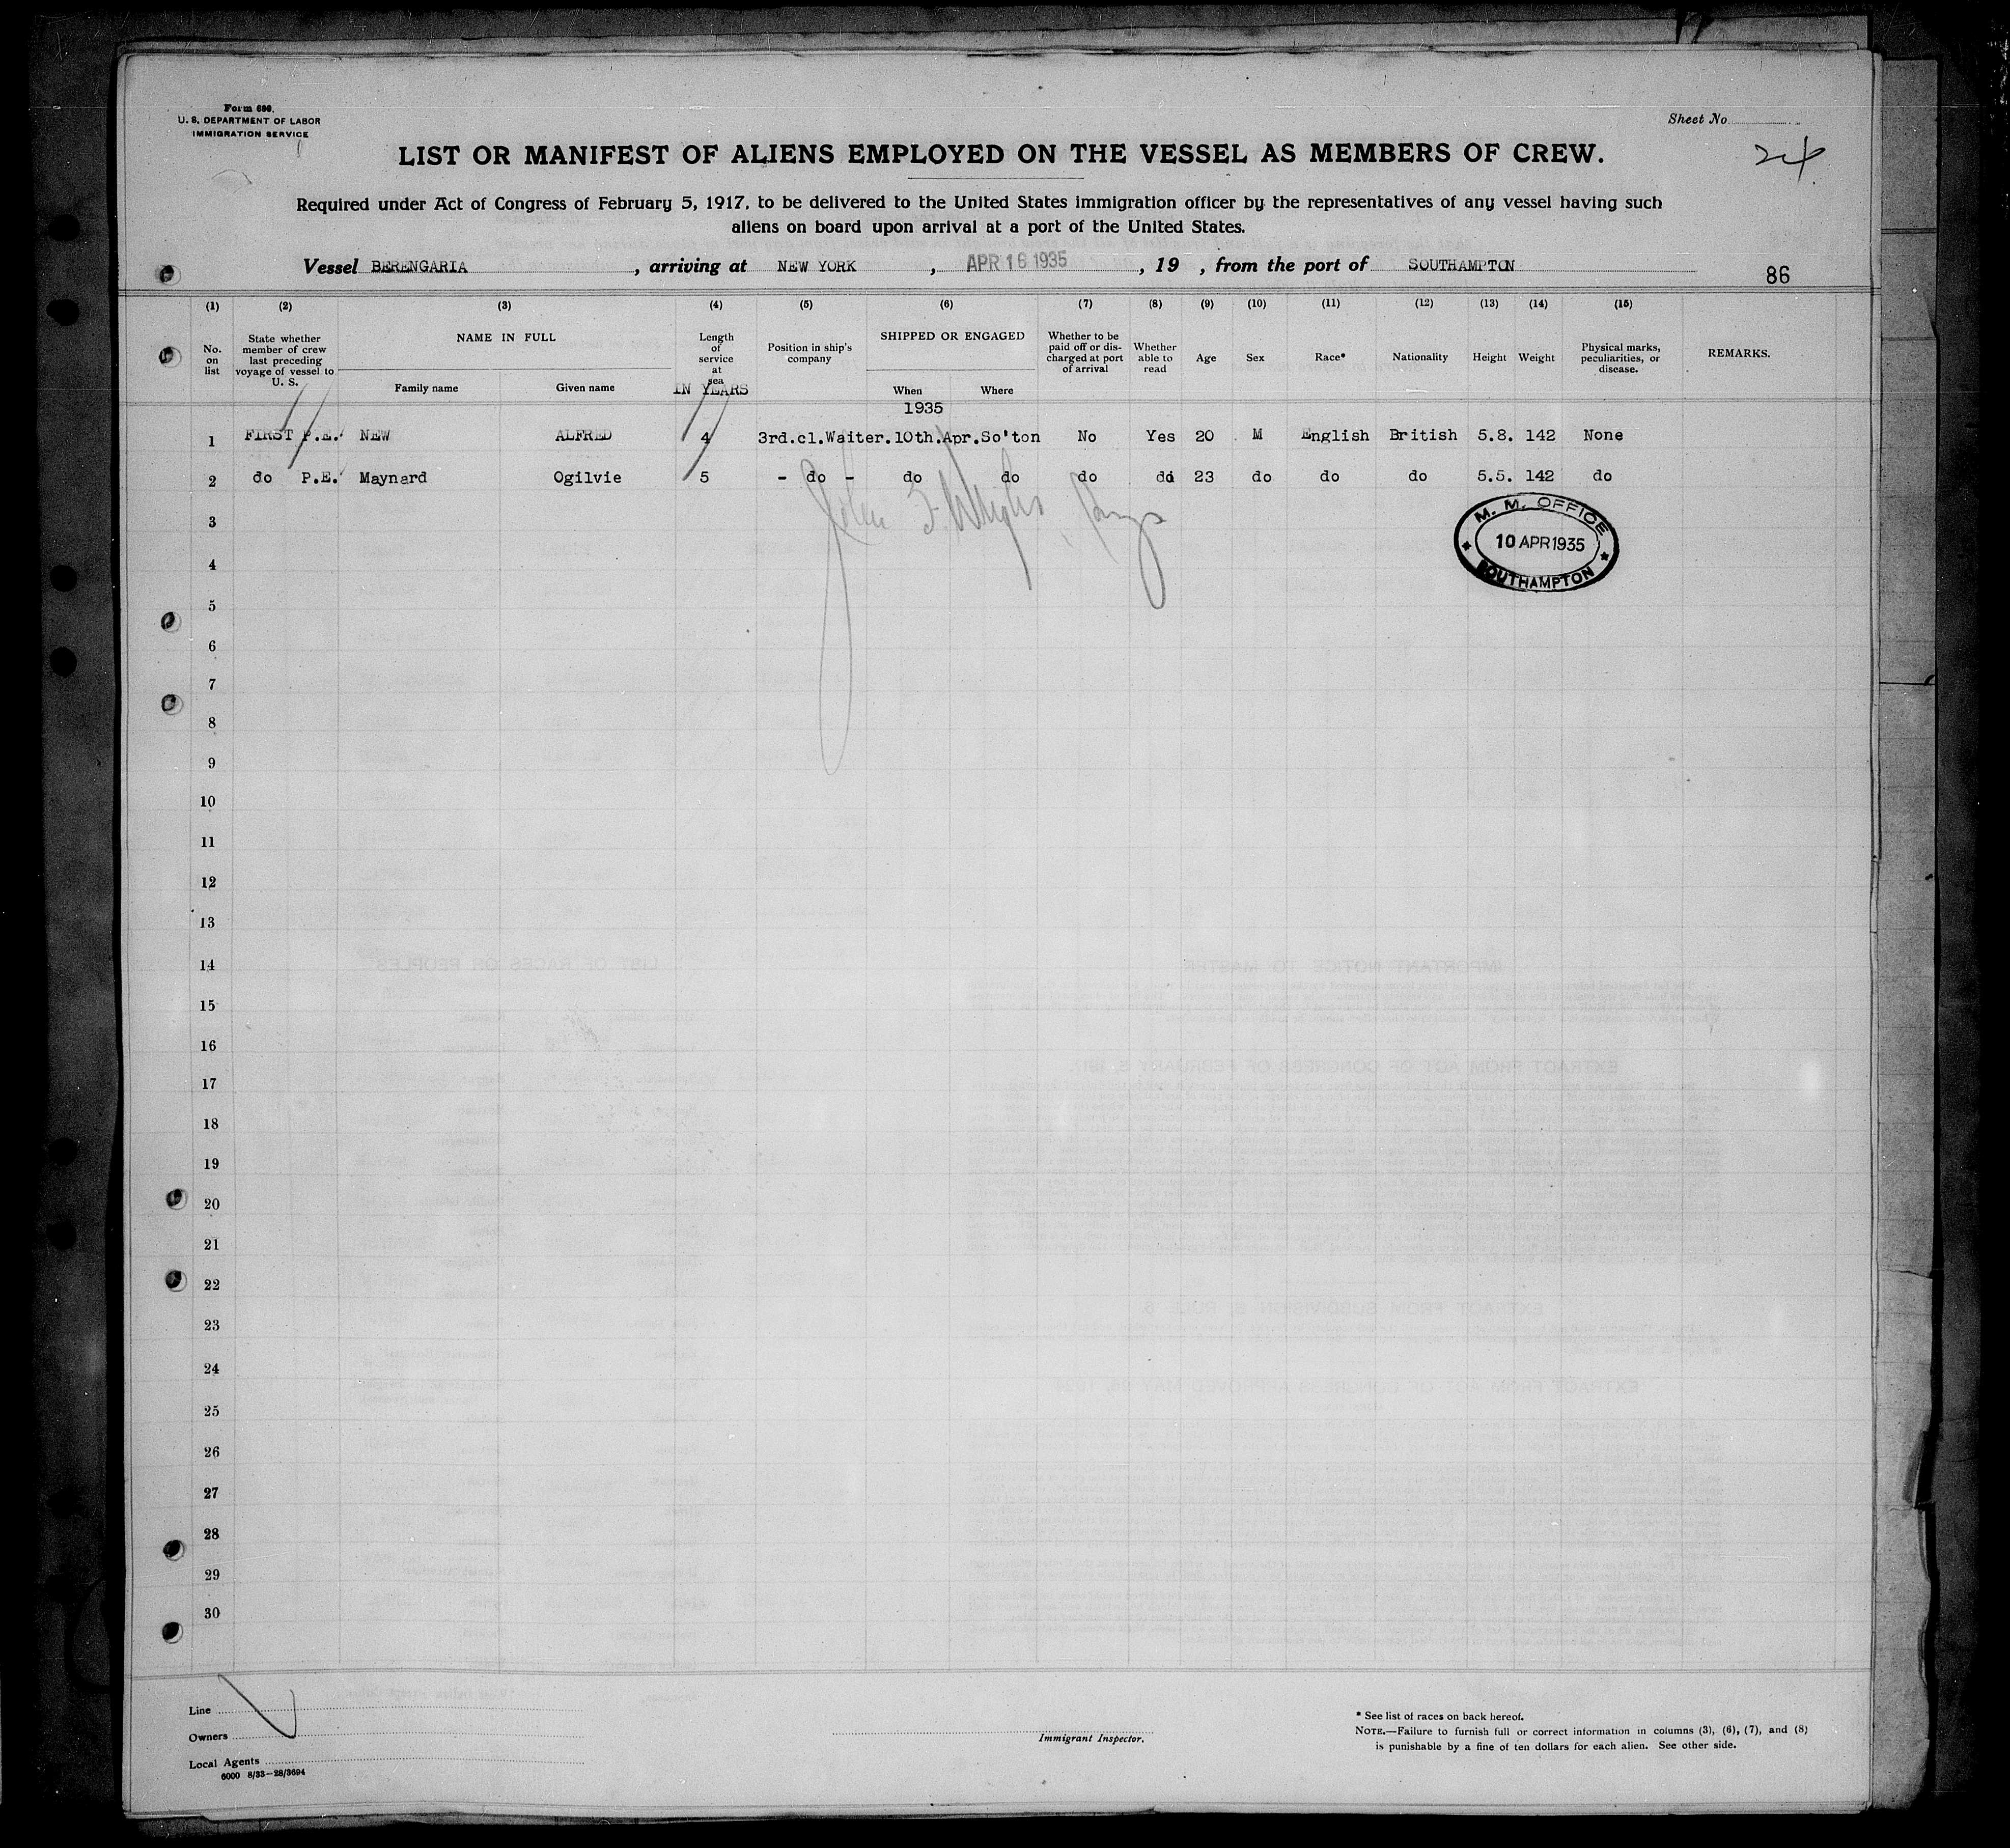 Form 680.
U. S. DEPARTMENT OF LABOR
IMMIGRATION SERVICE
Sheet No.
LIST OR MANIFEST OF ALIENS EMPLOYED ON THE VESSEL AS MEMBERS OF CREW.
24
Required under Act of Congress of February 5, 1917, to be delivered to the United States immigration officer by the representatives of any vessel having such
aliens on board upon arrival at a port of the United States.
Vessel BERENGARIA, arriving at NEW YORK, APR 16 1935, 19 , from the port of SOUTHAMPTON
86
(1) (2) (3) (4) (5) (6) (7) (8) (9) (10) (11) (12) (13) (14) (15)
No. on list
State whether member of crew last preceding voyage of vessel to U. S.
NAME IN FULL
Family name Given name
Length of service at sea
IN YEARS
Position in ship's company
SHIPPED OR ENGAGED
When Where
1935
Whether to be paid off or discharged at port of arrival
Whether able to read
Age
Sex
Race*
Nationality
Height
Weight
Physical marks, peculiarities, or disease.
REMARKS.
1 FIRST P.E. NEW ALFRED 4 3rd.cl.Waiter.10th.Apr.So'ton No Yes 20 M English British 5.8. 142 None
2 do P.E. Maynard Ogilvie 5 - do - do do do do 23 do do do 5.5. 142 do
M. M. OFFICE
10 APR 1935
SOUTHAMPTON
3
4
5
6
7
8
9
10
11
12
13
14
15
16
17
18
19
20
21
22
23
24
25
26
27
28
29
30
Line
Owners
Local Agents
6000 8/33—28/3694
Immigrant Inspector.
* See list of races on back hereof.
NOTE.—Failure to furnish full or correct information in columns (3), (6), (7), and (8)
is punishable by a fine of ten dollars for each alien. See other side.